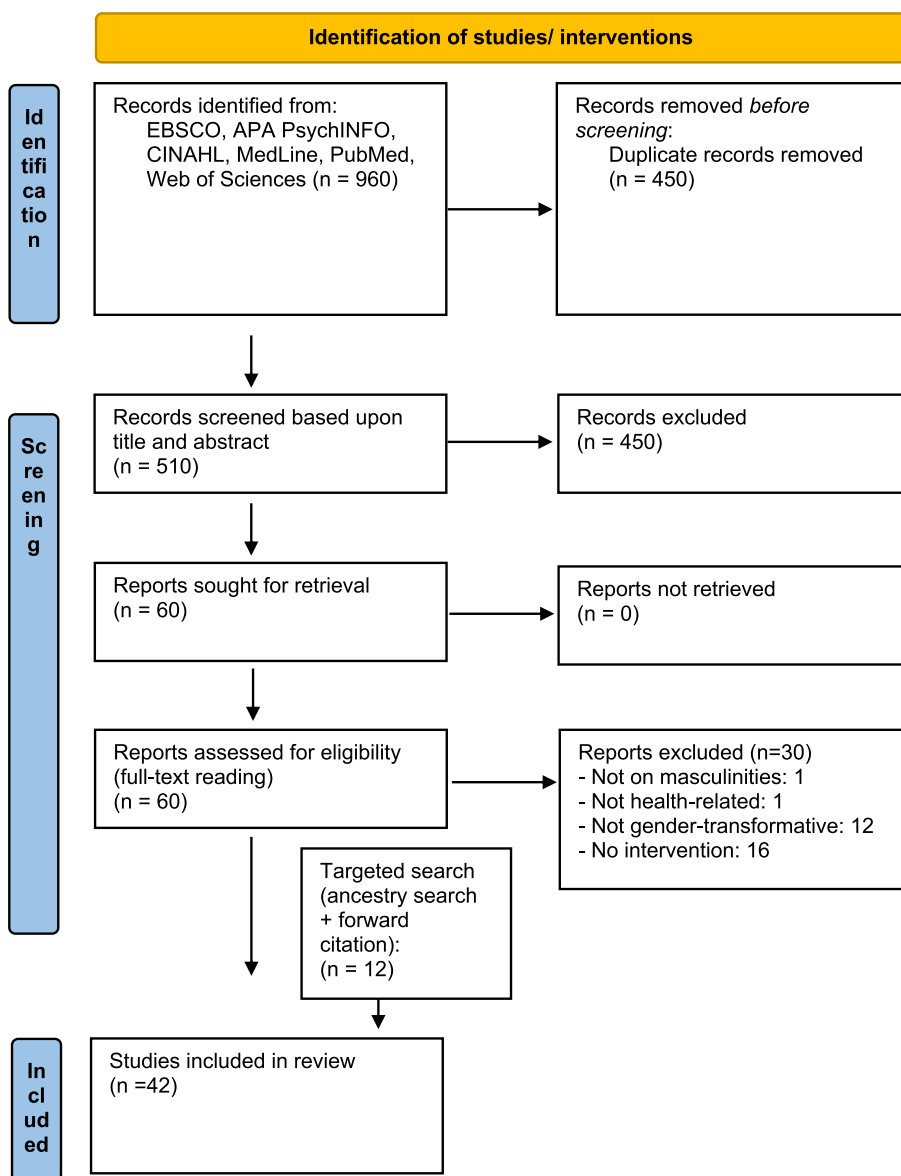 Identification of studies/ interventions
Id
en
tifi
ca
tio
n
Records identified from:
EBSCO, APA PsychINFO,
CINAHL, MedLine, PubMed,
Web of Sciences (n = 960)
Records removed before
screening:
Duplicate records removed
(n = 450)
Sc
re
en
in
g
Records screened based upon
title and abstract
(n = 510)
Records excluded
(n = 450)
Reports sought for retrieval
(n = 60)
Reports not retrieved
(n = 0)
Reports assessed for eligibility
(full-text reading)
(n = 60)
Reports excluded (n=30)
- Not on masculinities: 1
- Not health-related: 1
- Not gender-transformative: 12
- No intervention: 16
Targeted search
(ancestry search
+ forward
citation):
(n = 12)
In
cl
ud
ed
Studies included in review
(n =42)